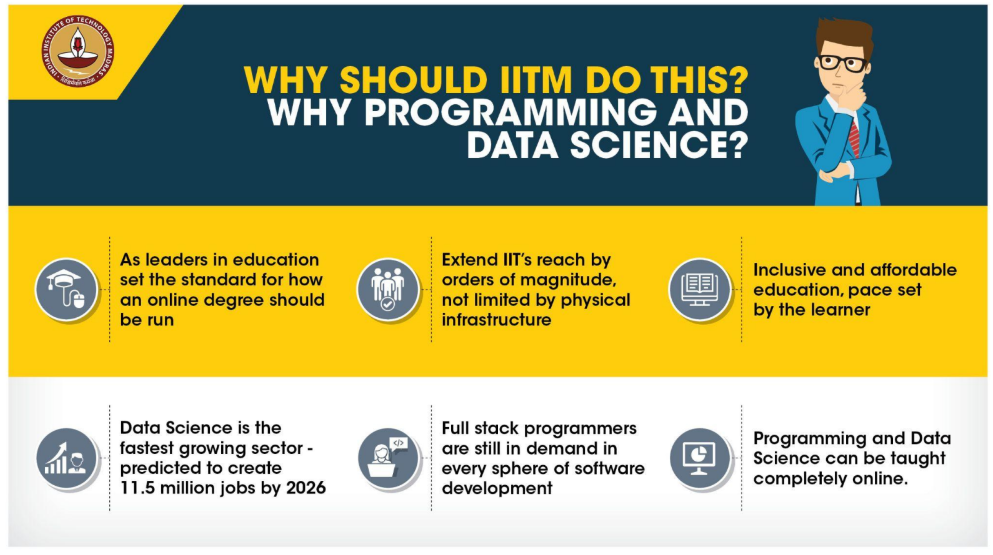 INDIAN INSTITUTE OF TECHNOLOGY MADRAS
WHY SHOULD IITM DO THIS?
WHY PROGRAMMING AND
DATA SCIENCE?
As leaders in education
set the standard for how
an online degree should
be run
Extend IIT's reach by
orders of magnitude,
not limited by physical
infrastructure
Inclusive and affordable
education, pace set
by the learner
Data Science is the
fastest growing sector -
predicted to create
11.5 million jobs by 2026
Full stack programmers
are still in demand in
every sphere of software
development
Programming and Data
Science can be taught
completely online.